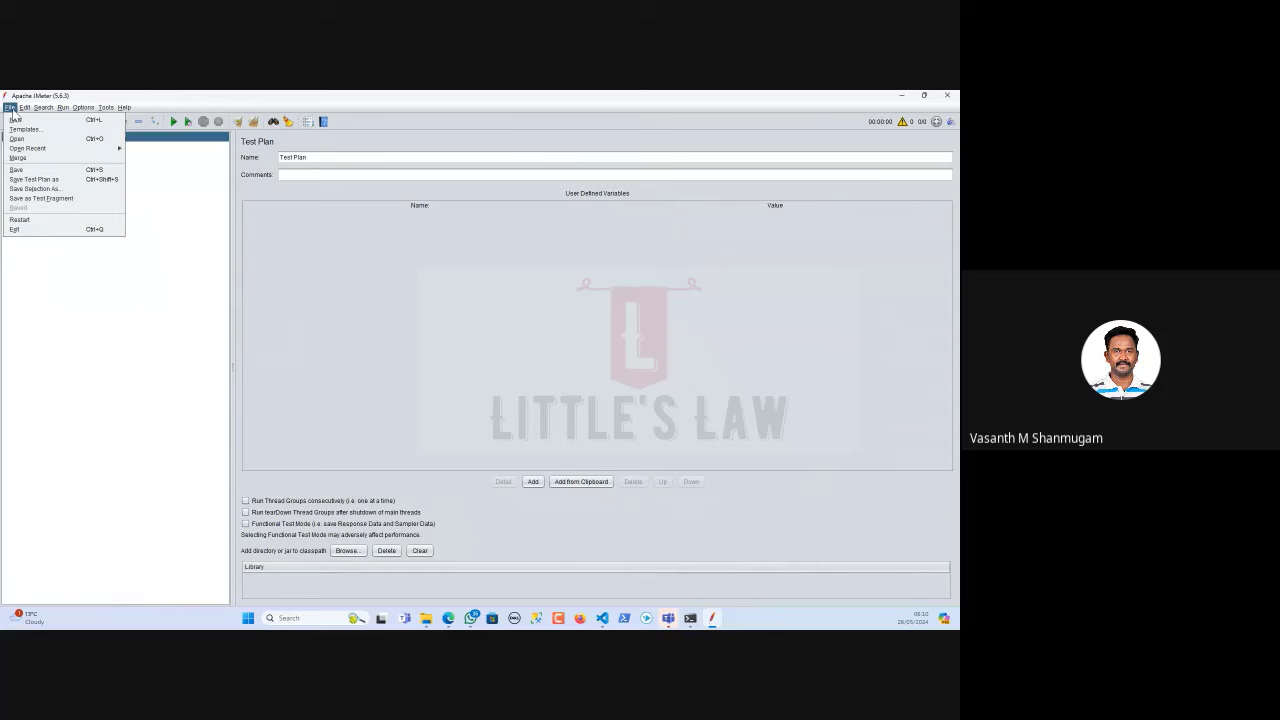 Apache JMeter (5.6.3)
File Edit Search Run Options Tools Help
New Ctrl+L
Templates...
Open Ctrl+O
Open Recent
Merge
Save Ctrl+S
Save Test Plan as Ctrl+Shift+S
Save Selection As...
Save as Test Fragment
Revert
Restart
Exit Ctrl+Q
00:00:00 0 0/0
Test Plan
Name: Test Plan
Comments:
User Defined Variables
Name: Value
LITTLE'S LAW
Detail Add Add from Clipboard Delete Up Down
Run Thread Groups consecutively (i.e. one at a time)
Run tearDown Thread Groups after shutdown of main threads
Functional Test Mode (i.e. save Response Data and Sampler Data)
Selecting Functional Test Mode may adversely affect performance.
Add directory or jar to classpath Browse... Delete Clear
Library
13°C
Cloudy
Search
06:10
26/05/2024
Vasanth M Shanmugam